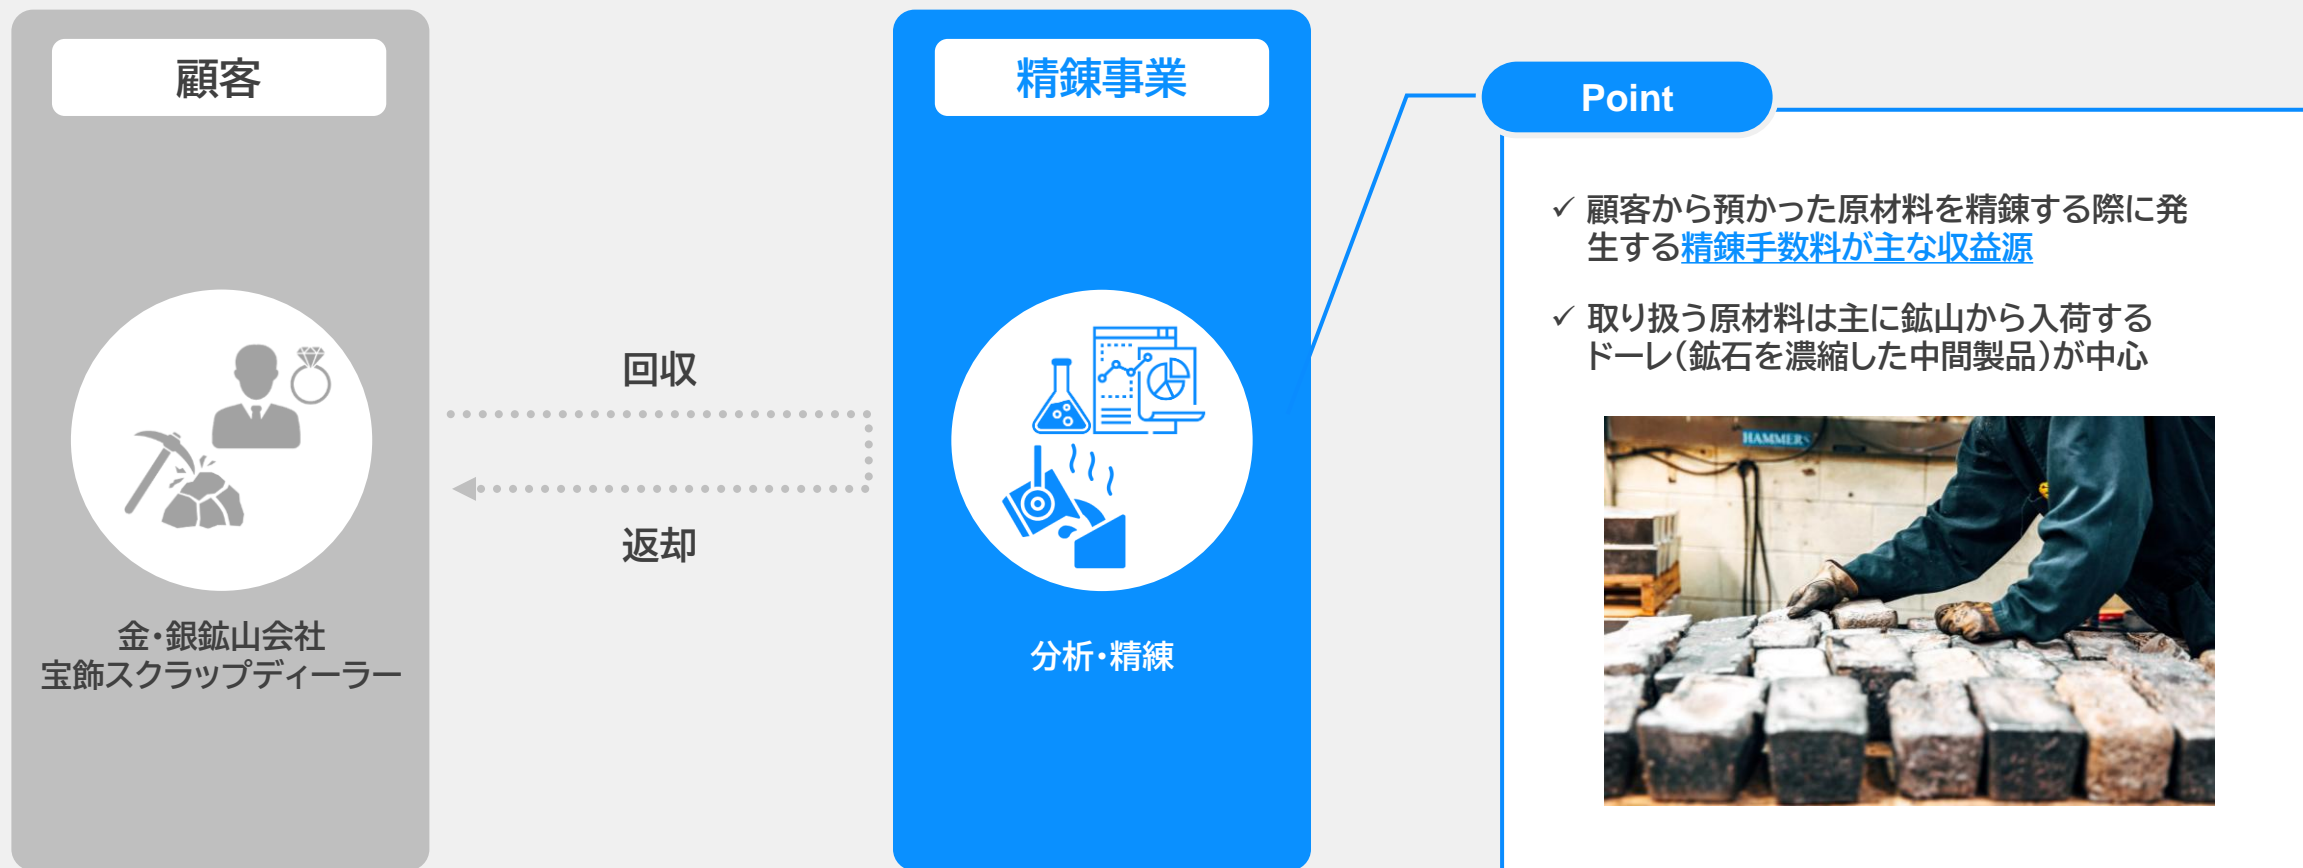 顧客
精錬事業
Point
✓ 顧客から預かった原材料を精錬する際に発
生する精錬手数料が主な収益源
✓ 取り扱う原材料は主に鉱山から入荷する
ドーレ(鉱石を濃縮した中間製品)が中心
回収
返却
HAMMERS
金・銀鉱山会社
宝飾スクラップディーラー
分析・精練